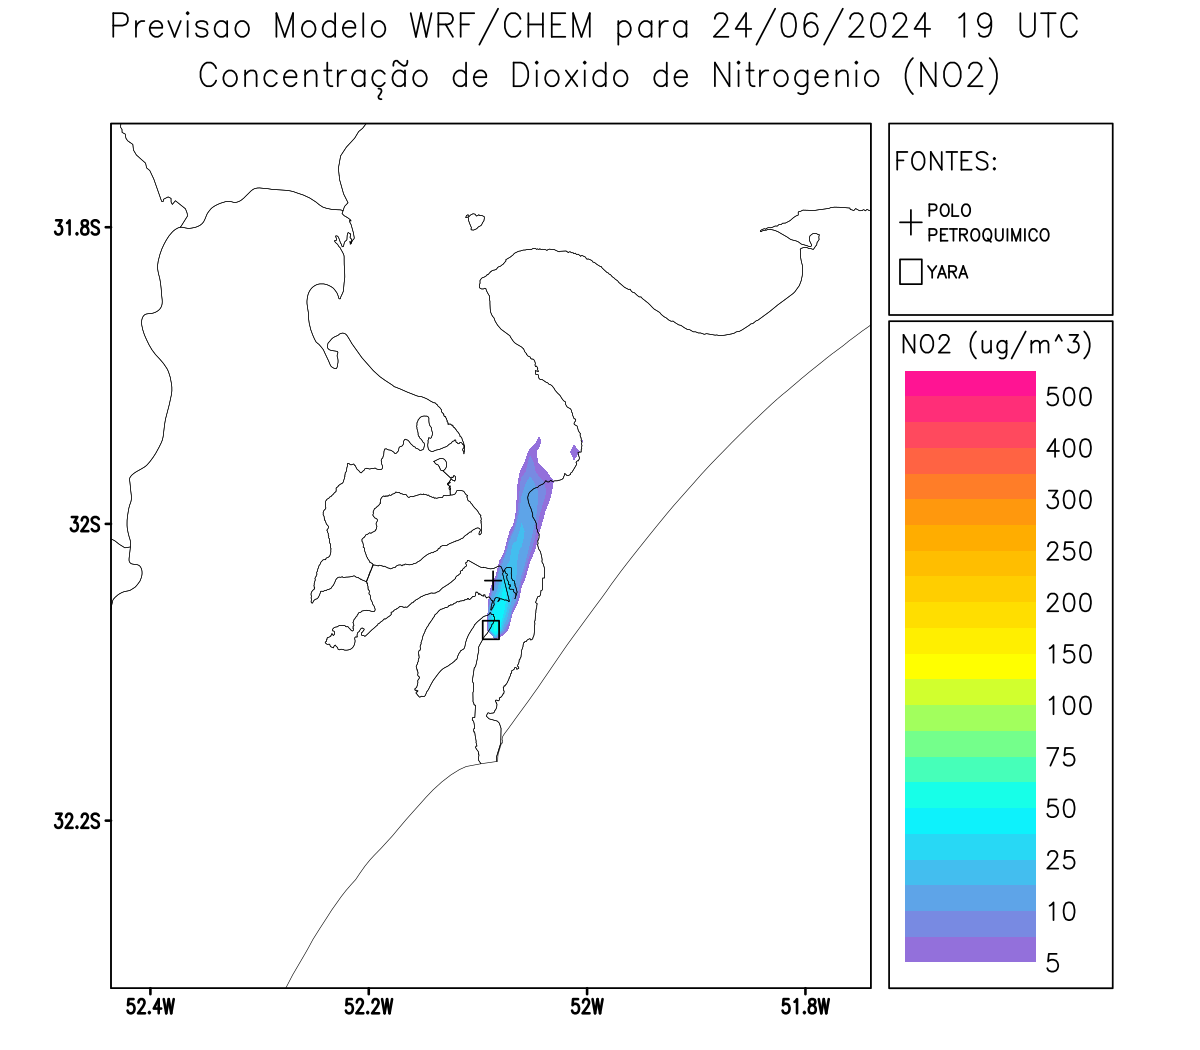 Previsao Modelo WRF/CHEM para 24/06/2024 19 UTC
Concentração de Dioxido de Nitrogenio (NO2)
FONTES:
POLO
PETROQUIMICO
YARA
NO2 (ug/m^3)
500
400
300
250
200
150
100
75
50
25
10
5
31.8S
32S
32.2S
52.4W
52.2W
52W
51.8W